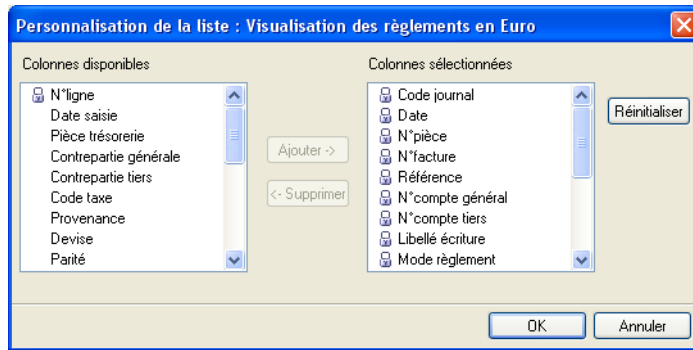 Personnalisation de la liste : Visualisation des règlements en Euro
Colonnes disponibles
N°ligne
Date saisie
Pièce trésorerie
Contrepartie générale
Contrepartie tiers
Code taxe
Provenance
Devise
Parité
Ajouter ->
<- Supprimer
Colonnes sélectionnées
Code journal
Date
N°pièce
N°facture
Référence
N°compte général
N°compte tiers
Libellé écriture
Mode règlement
Réinitialiser
OK
Annuler